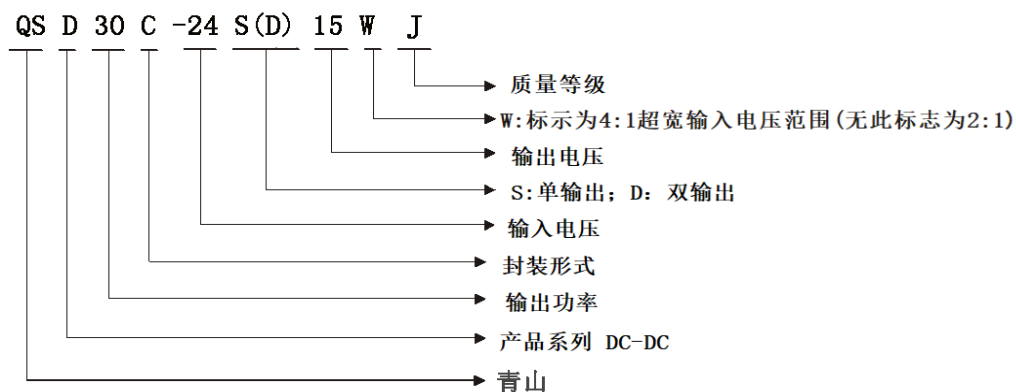 QS D 30 C -24 S(D) 15 W J
质量等级
W:标示为4:1超宽输入电压范围(无此标志为2:1)
输出电压
S:单输出；D：双输出
输入电压
封装形式
输出功率
产品系列 DC-DC
青山